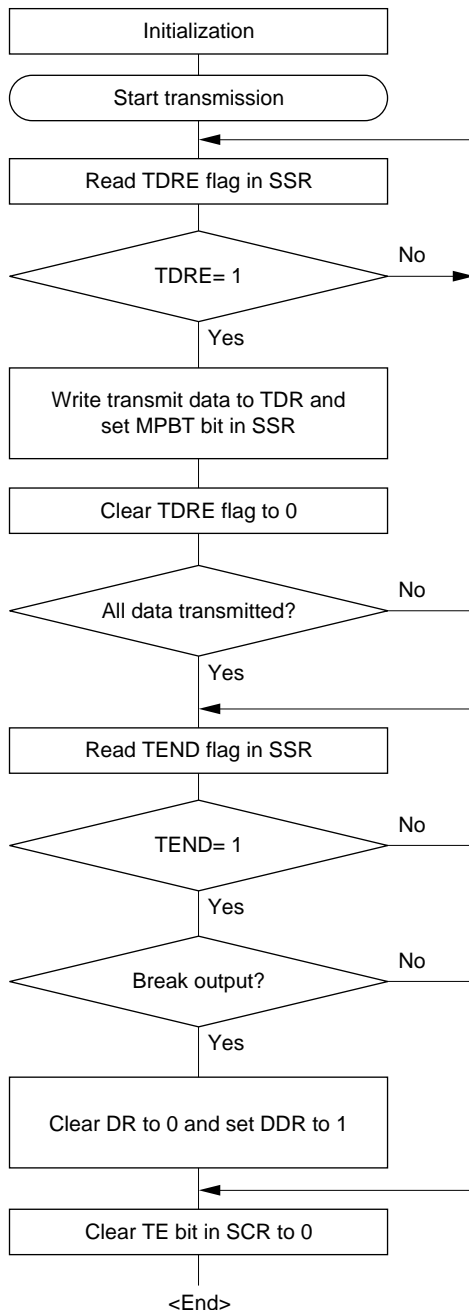 Initialization
Start transmission
Read TDRE flag in SSR
No
TDRE= 1
Yes
Write transmit data to TDR and
set MPBT bit in SSR
Clear TDRE flag to 0
No
All data transmitted?
Yes
Read TEND flag in SSR
No
TEND= 1
Yes
No
Break output?
Yes
Clear DR to 0 and set DDR to 1
Clear TE bit in SCR to 0
<End>